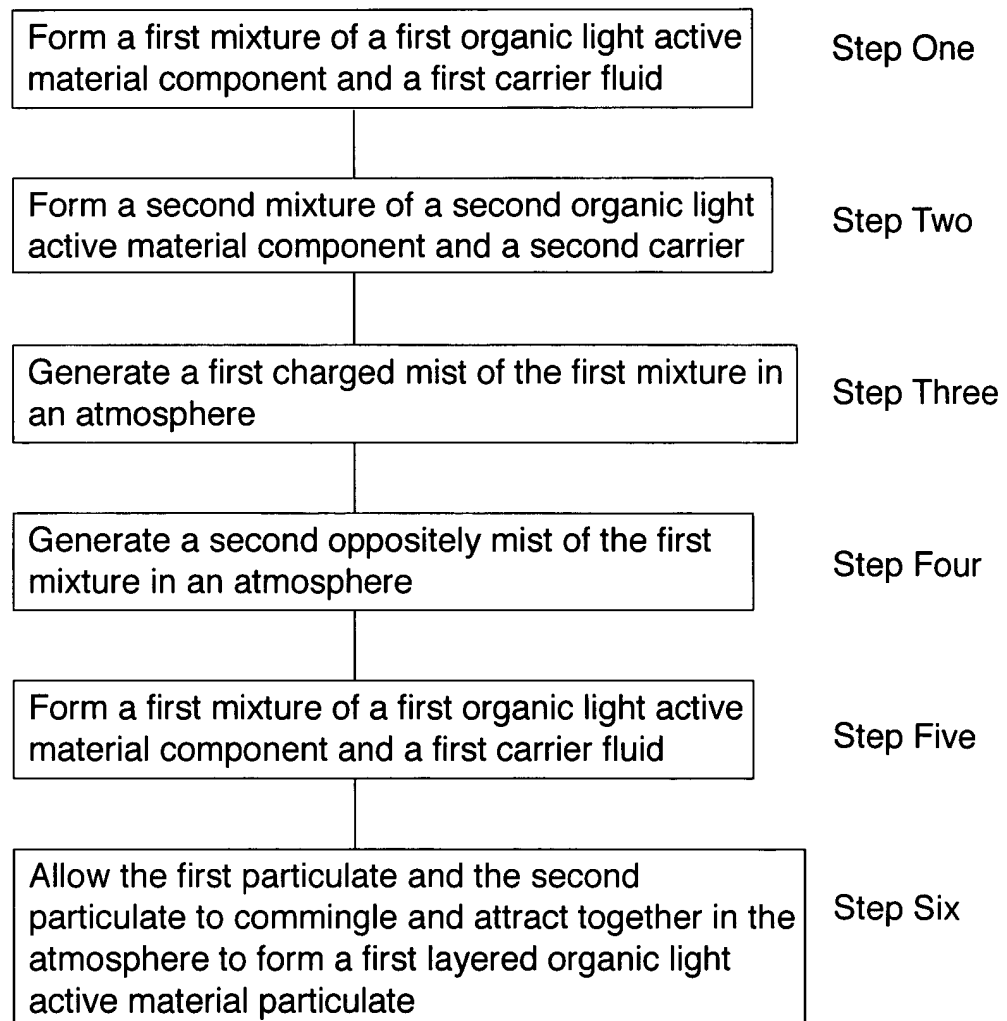 Form a first mixture of a first organic light active
material component and a first carrier fluid
Step One
Form a second mixture of a second organic light
active material component and a second carrier
Step Two
Generate a first charged mist of the first mixture in
an atmosphere
Step Three
Generate a second oppositely mist of the first
mixture in an atmosphere
Step Four
Form a first mixture of a first organic light active
material component and a first carrier fluid
Step Five
Allow the first particulate and the second
particulate to commingle and attract together in the
atmosphere to form a first layered organic light
active material particulate
Step Six